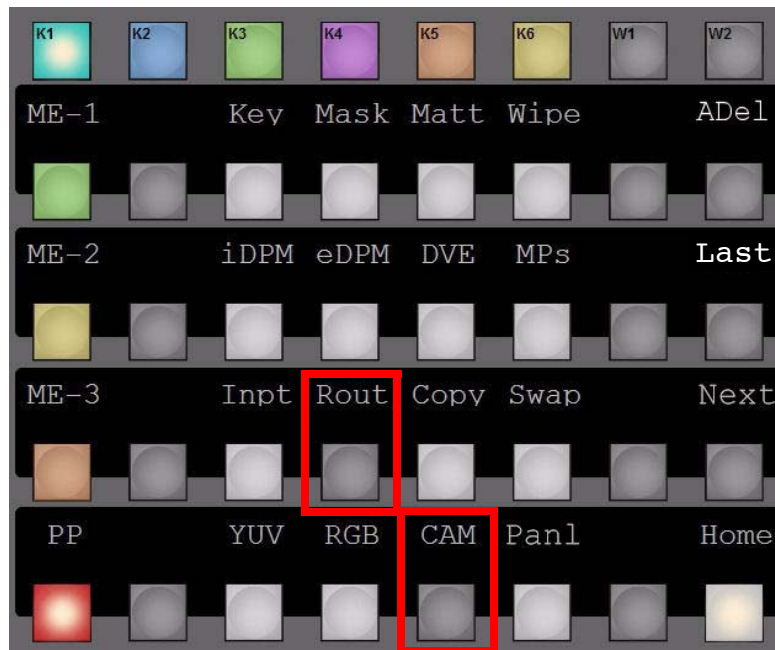 K1 K2 K3 K4 K5 K6 W1 W2
ME-1 Key Mask Matt Wipe ADel
ME-2 iDPM eDPM DVE MPs Last
ME-3 Inpt Rout Copy Swap Next
PP YUV RGB CAM Panl Home